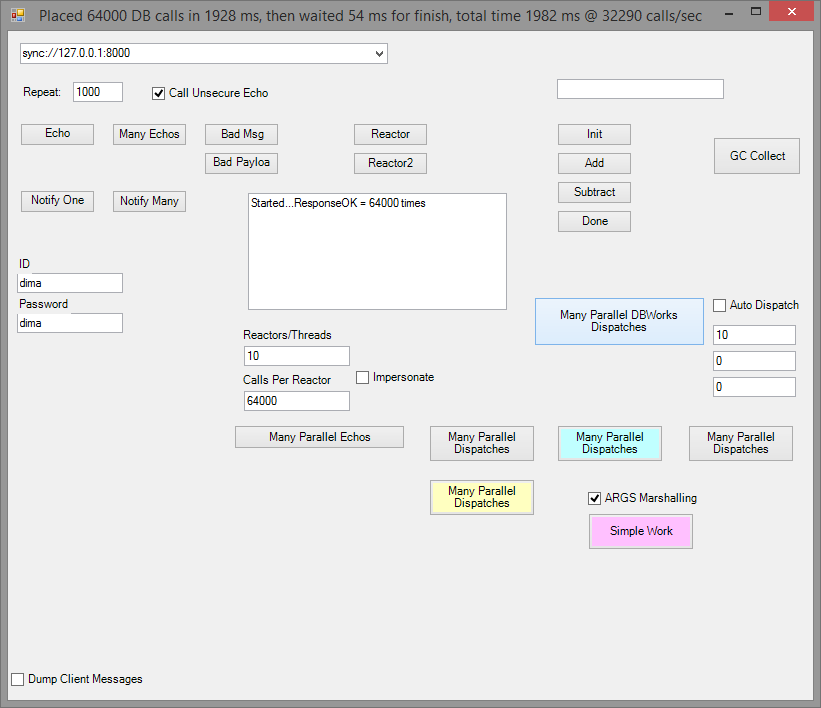 Placed 64000 DB calls in 1928 ms, then waited 54 ms for finish, total time 1982 ms @ 32290 calls/sec
sync://127.0.0.1:8000
Repeat: 1000
Call Unsecure Echo
Echo
Many Echos
Bad Msg
Reactor
Init
Bad Payloa
Reactor2
Add
GC Collect
Subtract
Notify One
Notify Many
Started...ResponseOK = 64000 times
Done
ID
dima
Password
dima
Many Parallel DBWorks
Dispatches
Auto Dispatch
10
0
0
Reactors/Threads
10
Calls Per Reactor
Impersonate
64000
Many Parallel Echos
Many Parallel
Dispatches
Many Parallel
Dispatches
Many Parallel
Dispatches
Many Parallel
Dispatches
ARGS Marshalling
Simple Work
Dump Client Messages